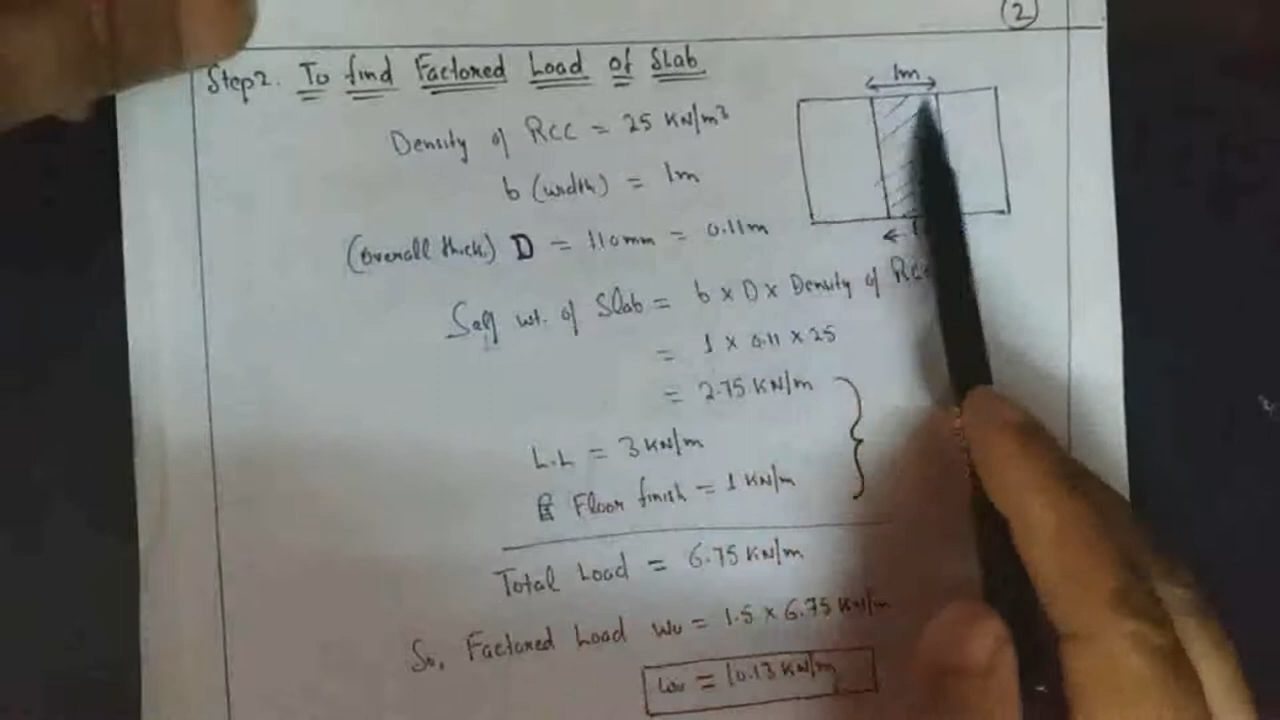 2
Step2. To find Factored Load of Slab
1m
Density of RCC = 25 KN/m³
b (width) = 1m
(Overall thick.) D = 110mm = 0.11m
Self wt. of Slab = b x D x Density of RCC
= 1 x 0.11 x 25
= 2.75 KN/m
L.L = 3 KN/m
Floor finish = 1 KN/m
Total Load = 6.75 KN/m
So, Factored Load Wu = 1.5 x 6.75 KN/m
Wu = 10.13 KN/m